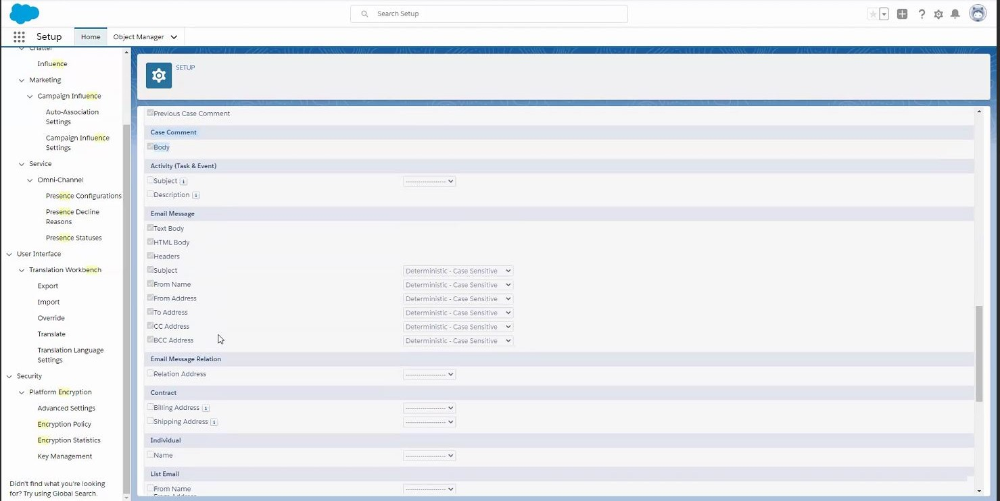 Search Setup
Setup
Home
Object Manager
Chatter
Influence
Marketing
Campaign Influence
Auto-Association
Settings
Campaign Influence
Settings
Service
Omni-Channel
Presence Configurations
Presence Decline
Reasons
Presence Statuses
User Interface
Translation Workbench
Export
Import
Override
Translate
Translation Language
Settings
Security
Platform Encryption
Advanced Settings
Encryption Policy
Encryption Statistics
Key Management
Didn't find what you're looking
for? Try using Global Search.
SETUP
Previous Case Comment
Case Comment
Body
Activity (Task & Event)
Subject i -------------------
Description i
Email Message
Text Body
HTML Body
Headers
Subject Deterministic - Case Sensitive
From Name Deterministic - Case Sensitive
From Address Deterministic - Case Sensitive
To Address Deterministic - Case Sensitive
CC Address Deterministic - Case Sensitive
BCC Address Deterministic - Case Sensitive
Email Message Relation
Relation Address -------------------
Contract
Billing Address i -------------------
Shipping Address i -------------------
Individual
Name -------------------
List Email
From Name -------------------
From Address